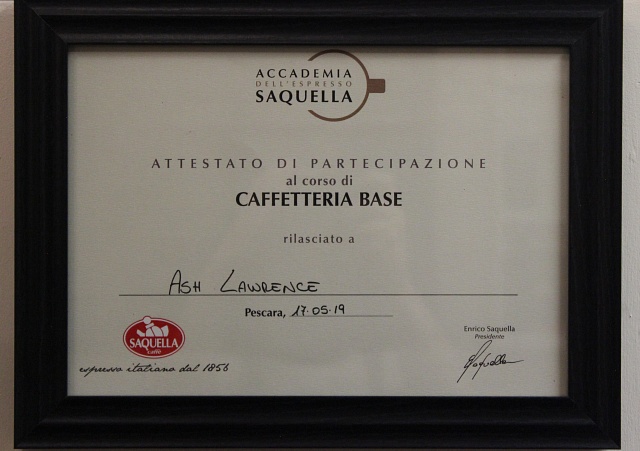 ACCADEMIA
DELL'ESPRESSO
SAQUELLA
ATTESTATO DI PARTECIPAZIONE
al corso di
CAFFETTERIA BASE
rilasciato a
ASH LAWRENCE
Pescara, 17.05.19
SAQUELLA
caffè
espresso italiano dal 1856
Enrico Saquella
Presidente
Saquella